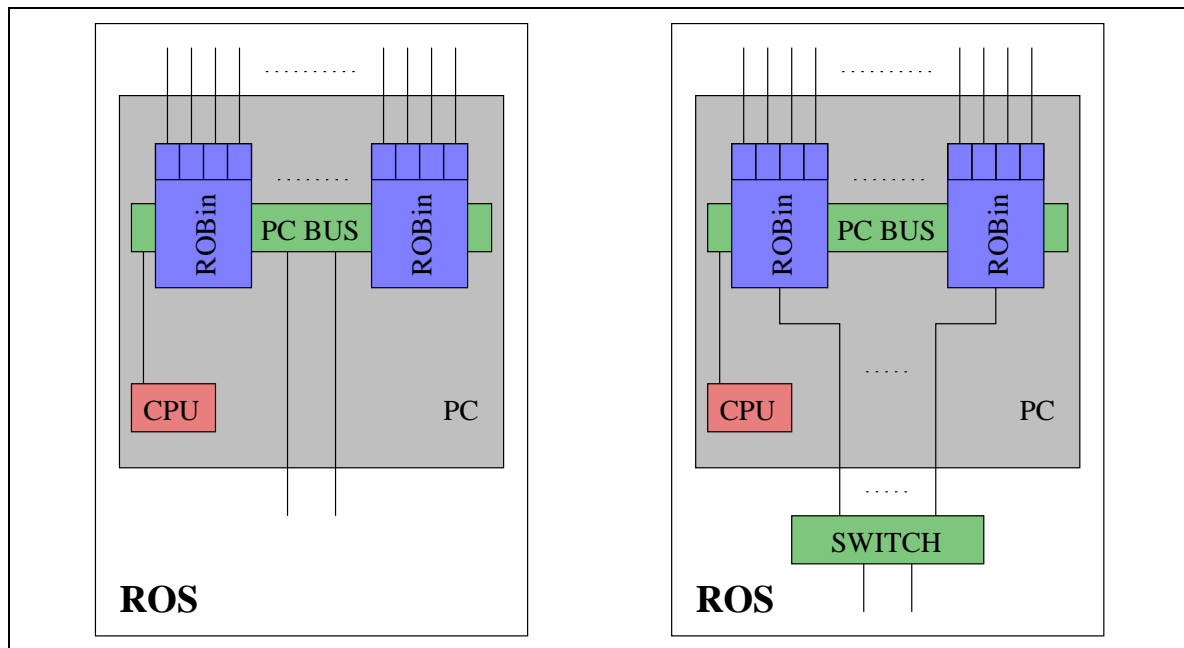 ROBin
PC BUS
ROBin
CPU
PC
ROS
ROBin
PC BUS
ROBin
CPU
PC
SWITCH
ROS